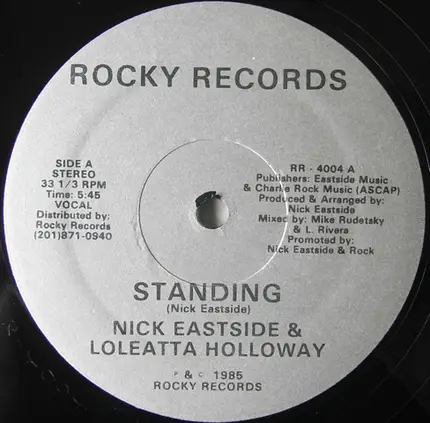 ROCKY RECORDS
SIDE A
STEREO
33 1/3 RPM
Time: 5:45
VOCAL
Distributed by:
Rocky Records
(201)871-0940
RR - 4004 A
Publishers: Eastside Music
& Charlie Rock Music (ASCAP)
Produced & Arranged by:
Nick Eastside
Mixed by: Mike Rudetsky
& L. Rivera
Promoted by:
Nick Eastside & Rock
STANDING
(Nick Eastside)
NICK EASTSIDE &
LOLEATTA HOLLOWAY
P & C 1985
ROCKY RECORDS